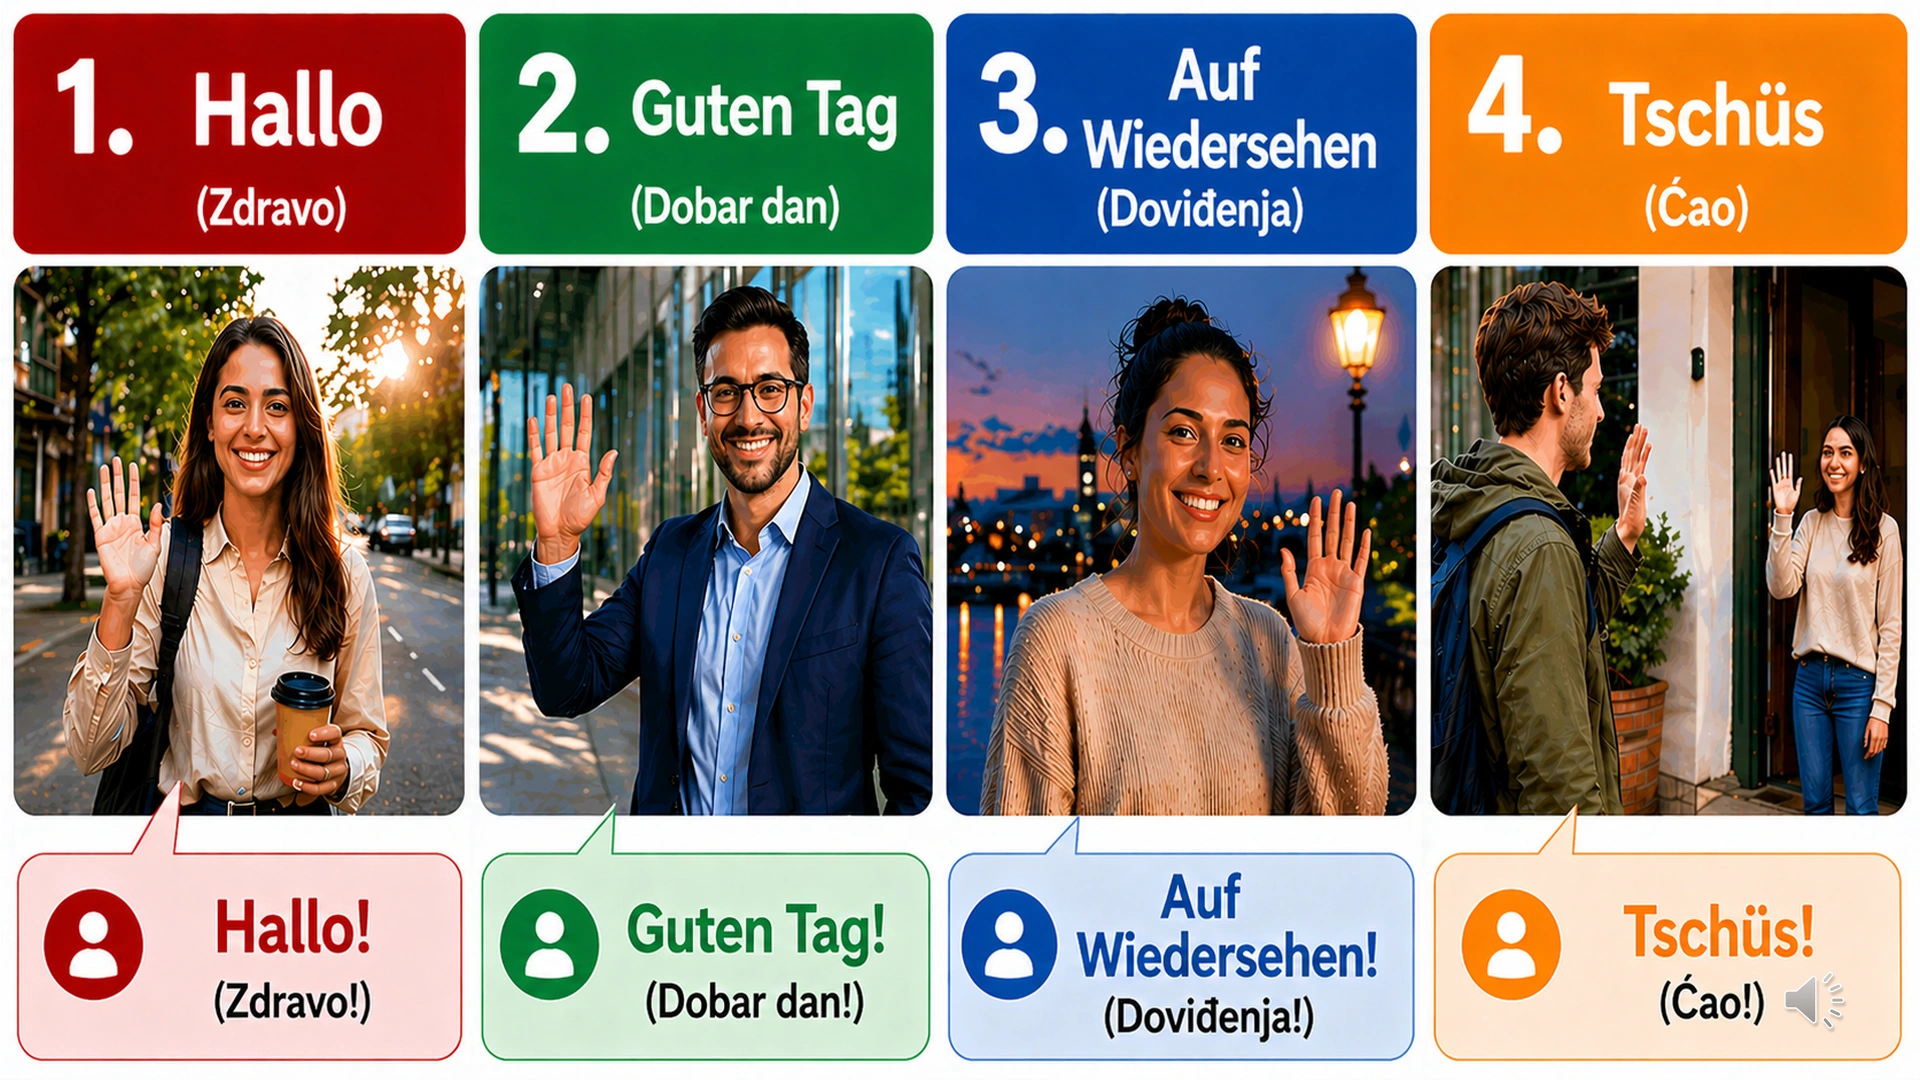 1. Hallo
(Zdravo)
2. Guten Tag
(Dobar dan)
3. Auf
Wiedersehen
(Doviđenja)
4. Tschüs
(Ćao)
Hallo!
(Zdravo!)
Guten Tag!
(Dobar dan!)
Auf
Wiedersehen!
(Doviđenja!)
Tschüs!
(Ćao!)